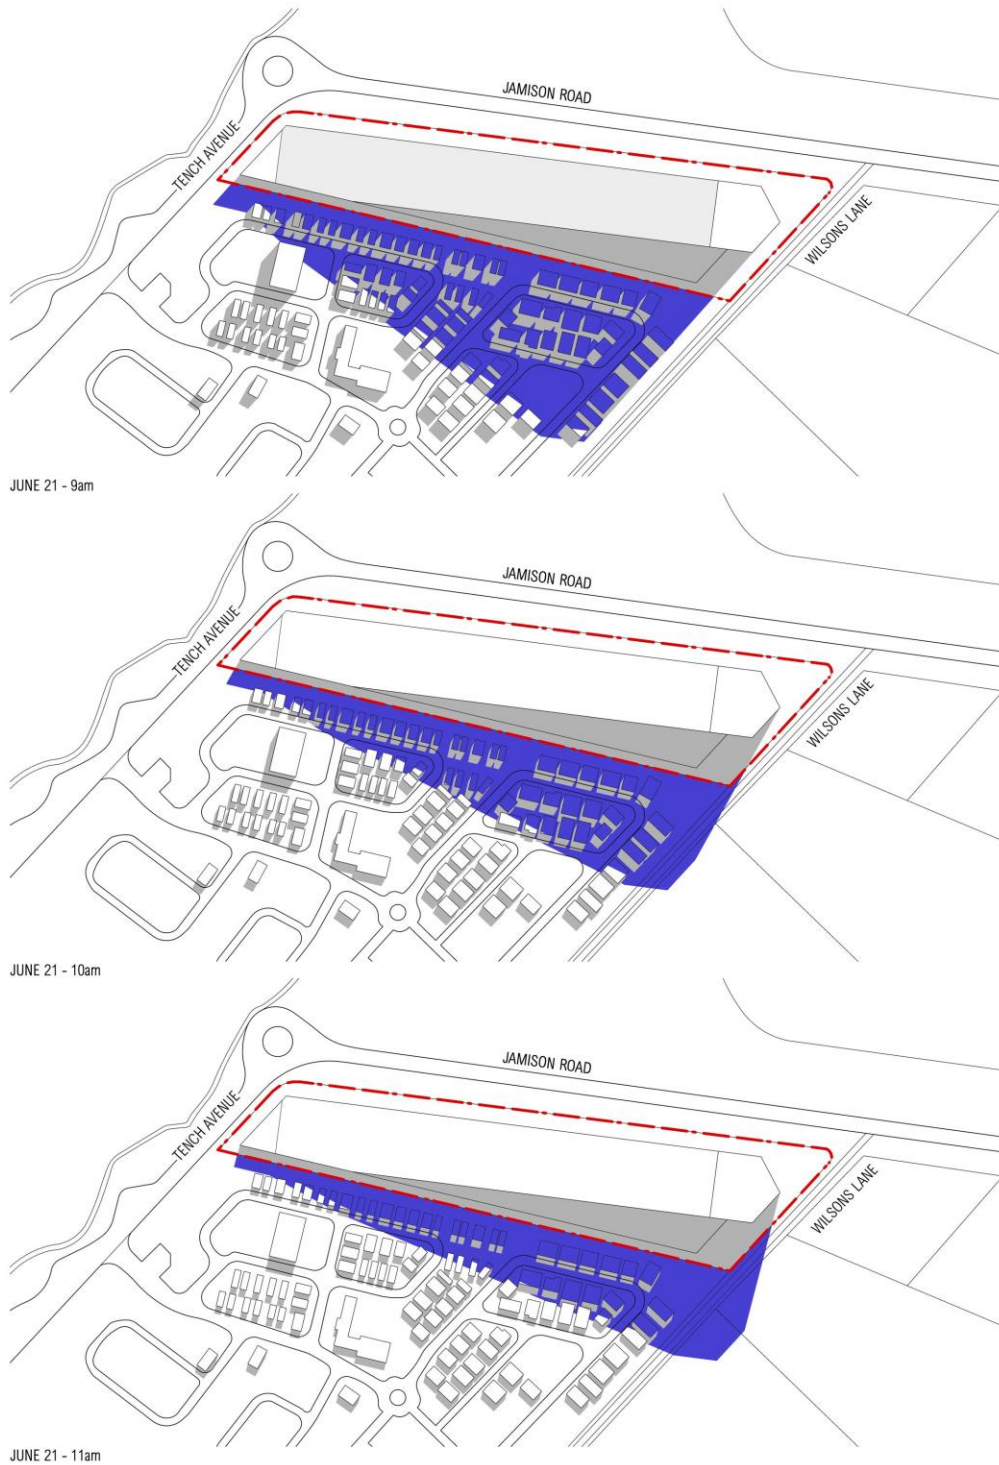 JAMISON ROAD
TENCH AVENUE
WILSONS LANE
JUNE 21 - 9am
JAMISON ROAD
TENCH AVENUE
WILSONS LANE
JUNE 21 - 10am
JAMISON ROAD
TENCH AVENUE
WILSONS LANE
JUNE 21 - 11am